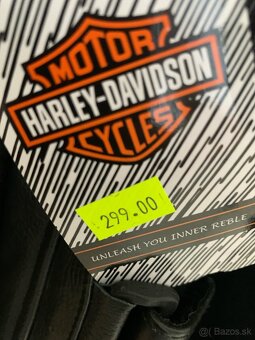 MOTOR
HARLEY-DAVIDSON
CYCLES
299.00
UNLEASH YOU INNER REBLE
Bazos.sk